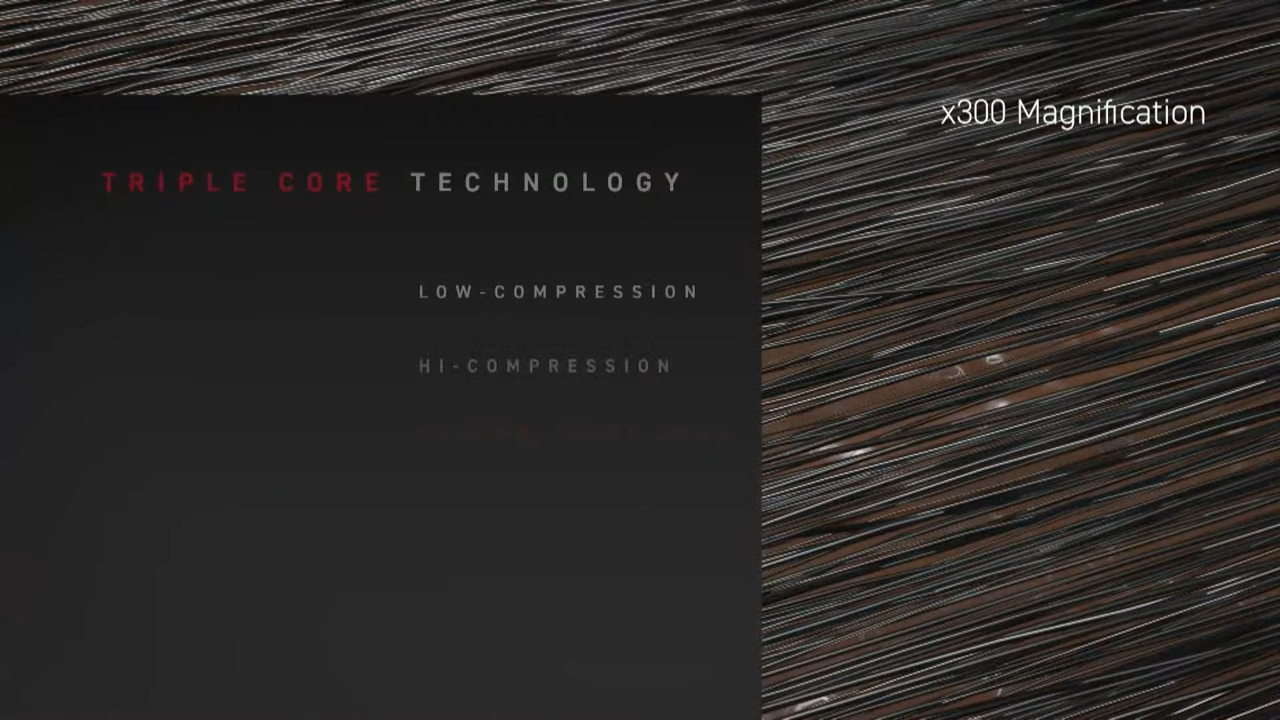 x300 Magnification
TRIPLE CORE TECHNOLOGY
LOW-COMPRESSION
HI-COMPRESSION